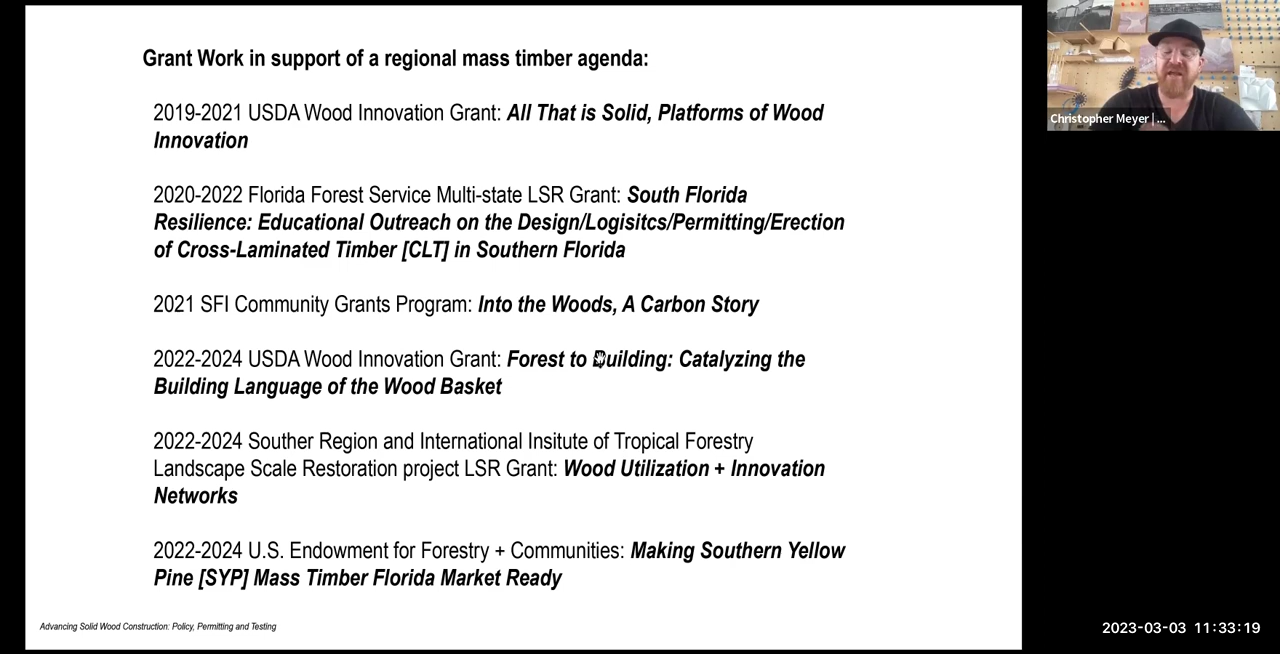 Grant Work in support of a regional mass timber agenda:
2019-2021 USDA Wood Innovation Grant: All That is Solid, Platforms of Wood
Innovation
2020-2022 Florida Forest Service Multi-state LSR Grant: South Florida
Resilience: Educational Outreach on the Design/Logisitcs/Permitting/Erection
of Cross-Laminated Timber [CLT] in Southern Florida
2021 SFI Community Grants Program: Into the Woods, A Carbon Story
2022-2024 USDA Wood Innovation Grant: Forest to Building: Catalyzing the
Building Language of the Wood Basket
2022-2024 Souther Region and International Insitute of Tropical Forestry
Landscape Scale Restoration project LSR Grant: Wood Utilization + Innovation
Networks
2022-2024 U.S. Endowment for Forestry + Communities: Making Southern Yellow
Pine [SYP] Mass Timber Florida Market Ready
Advancing Solid Wood Construction: Policy, Permitting and Testing
Christopher Meyer | ...
2023-03-03 11:33:19